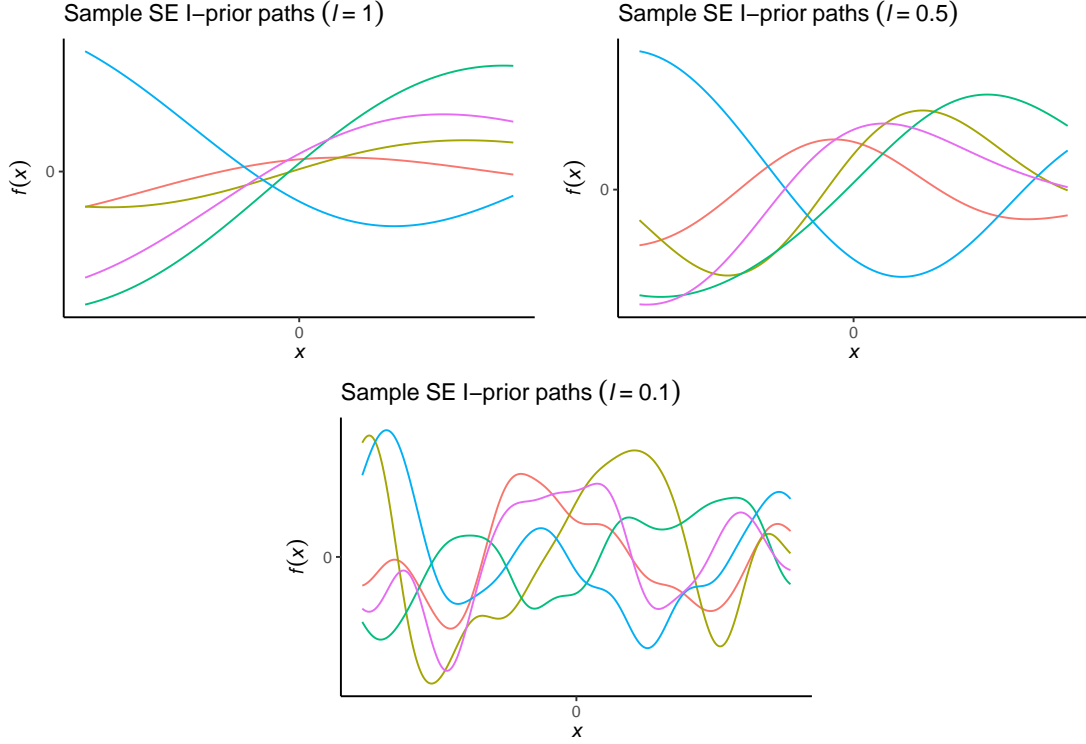 Sample SE I−prior paths (l = 1)
f(x)
0
0
x
Sample SE I−prior paths (l = 0.5)
f(x)
0
0
x
Sample SE I−prior paths (l = 0.1)
f(x)
0
0
x